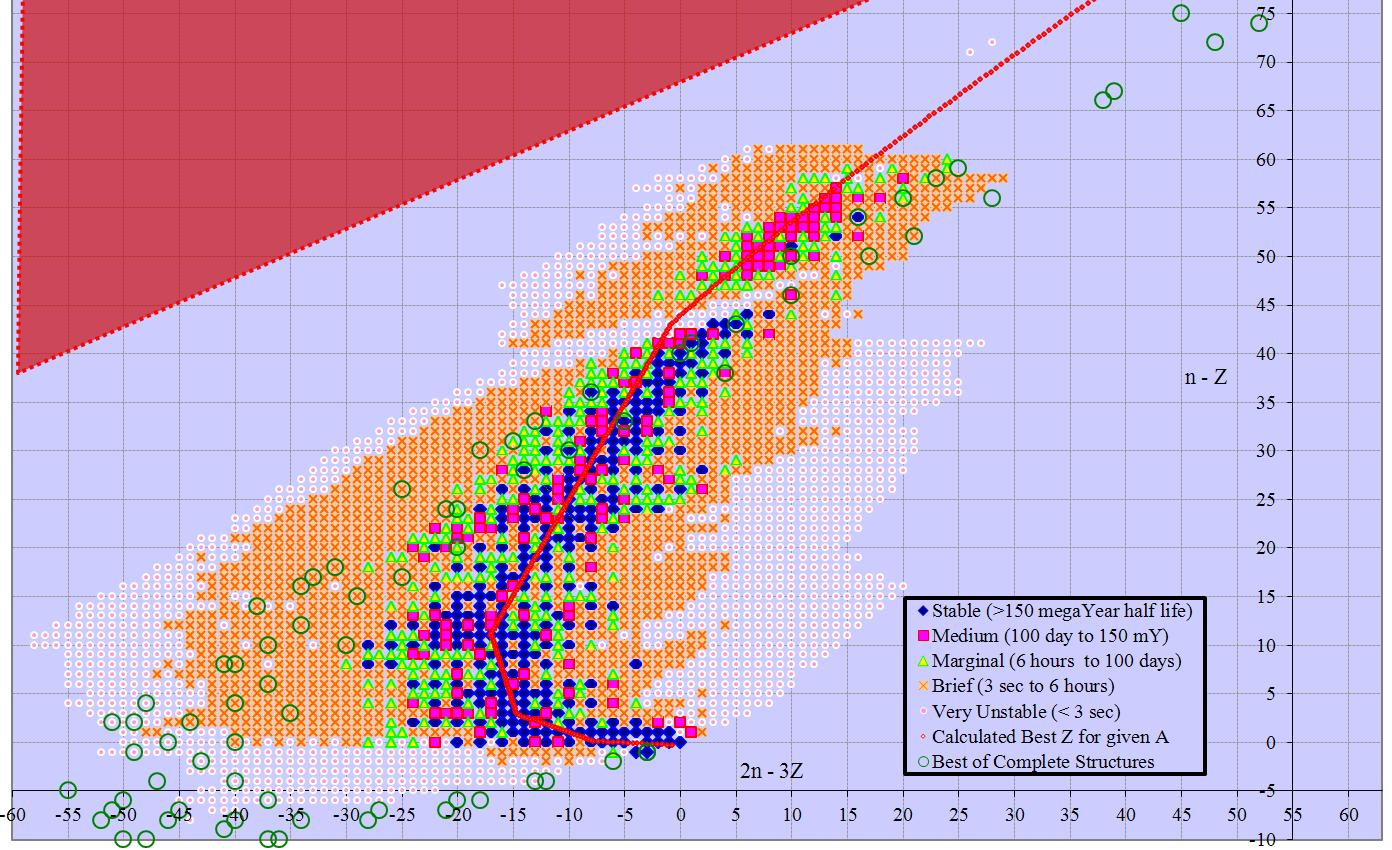 75
70
65
60
55
50
45
40
n - Z
35
30
25
20
15
Stable (>150 megaYear half life)
Medium (100 day to 150 mY)
10
Marginal (6 hours to 100 days)
Brief (3 sec to 6 hours)
5
Very Unstable (< 3 sec)
Calculated Best Z for given A
0
Best of Complete Structures
2n - 3Z
-5
-60 -55 -50 -45 -40 -35 -30 -25 -20 -15 -10 -5 0 5 10 15 20 25 30 35 40 45 50 55 60
-10